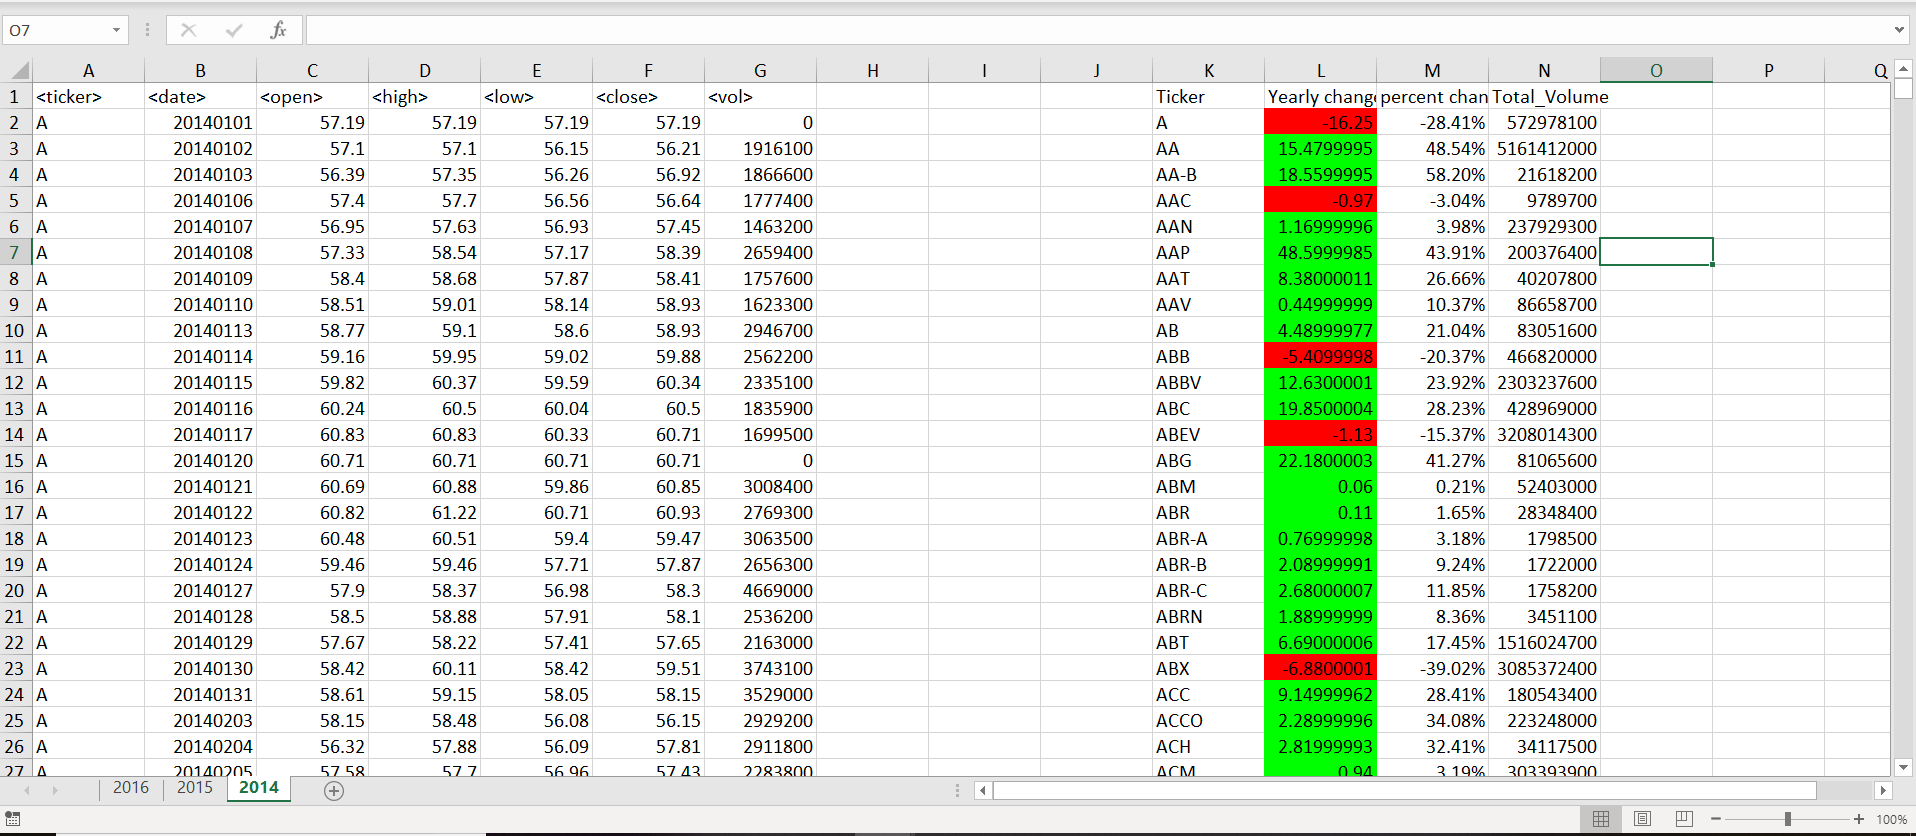 O7 fx
A B C D E F G H I J K L M N O P Q
1 <ticker> <date> <open> <high> <low> <close> <vol> Ticker Yearly change percent chan Total_Volume
2 A 20140101 57.19 57.19 57.19 57.19 0 A -16.25 -28.41% 572978100
3 A 20140102 57.1 57.1 56.15 56.21 1916100 AA 15.4799995 48.54% 5161412000
4 A 20140103 56.39 57.35 56.26 56.92 1866600 AA-B 18.5599995 58.20% 21618200
5 A 20140106 57.4 57.7 56.56 56.64 1777400 AAC -0.97 -3.04% 9789700
6 A 20140107 56.95 57.63 56.93 57.45 1463200 AAN 1.16999996 3.98% 237929300
7 A 20140108 57.33 58.54 57.17 58.39 2659400 AAP 48.5999985 43.91% 200376400
8 A 20140109 58.4 58.68 57.87 58.41 1757600 AAT 8.38000011 26.66% 40207800
9 A 20140110 58.51 59.01 58.14 58.93 1623300 AAV 0.44999999 10.37% 86658700
10 A 20140113 58.77 59.1 58.6 58.93 2946700 AB 4.48999977 21.04% 83051600
11 A 20140114 59.16 59.95 59.02 59.88 2562200 ABB -5.4099998 -20.37% 466820000
12 A 20140115 59.82 60.37 59.59 60.34 2335100 ABBV 12.6300001 23.92% 2303237600
13 A 20140116 60.24 60.5 60.04 60.5 1835900 ABC 19.8500004 28.23% 428969000
14 A 20140117 60.83 60.83 60.33 60.71 1699500 ABEV -1.13 -15.37% 3208014300
15 A 20140120 60.71 60.71 60.71 60.71 0 ABG 22.1800003 41.27% 81065600
16 A 20140121 60.69 60.88 59.86 60.85 3008400 ABM 0.06 0.21% 52403000
17 A 20140122 60.82 61.22 60.71 60.93 2769300 ABR 0.11 1.65% 28348400
18 A 20140123 60.48 60.51 59.4 59.47 3063500 ABR-A 0.76999998 3.18% 1798500
19 A 20140124 59.46 59.46 57.71 57.87 2656300 ABR-B 2.08999991 9.24% 1722000
20 A 20140127 57.9 58.37 56.98 58.3 4669000 ABR-C 2.68000007 11.85% 1758200
21 A 20140128 58.5 58.88 57.91 58.1 2536200 ABRN 1.88999999 8.36% 3451100
22 A 20140129 57.67 58.22 57.41 57.65 2163000 ABT 6.69000006 17.45% 1516024700
23 A 20140130 58.42 60.11 58.42 59.51 3743100 ABX -6.8800001 -39.02% 3085372400
24 A 20140131 58.61 59.15 58.05 58.15 3529000 ACC 9.14999962 28.41% 180543400
25 A 20140203 58.15 58.48 56.08 56.15 2929200 ACCO 2.28999996 34.08% 223248000
26 A 20140204 56.32 57.88 56.09 57.81 2911800 ACH 2.81999993 32.41% 34117500
27 A 20140205 57.58 57.7 56.96 57.43 2283800 ACM 0.94 3.19% 303393900
2016 2015 2014
100%